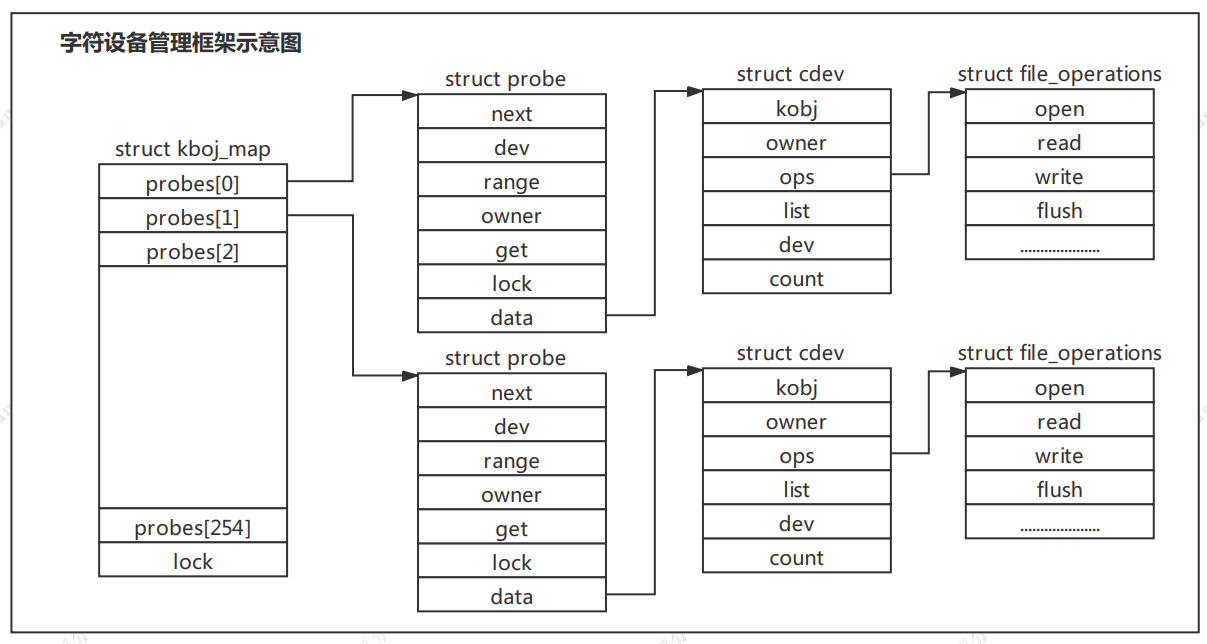 字符设备管理框架示意图
struct kboj_map
probes[0]
probes[1]
probes[2]
probes[254]
lock
struct probe
next
dev
range
owner
get
lock
data
struct cdev
kobj
owner
ops
list
dev
count
struct file_operations
open
read
write
flush
....................
struct probe
next
dev
range
owner
get
lock
data
struct cdev
kobj
owner
ops
list
dev
count
struct file_operations
open
read
write
flush
....................